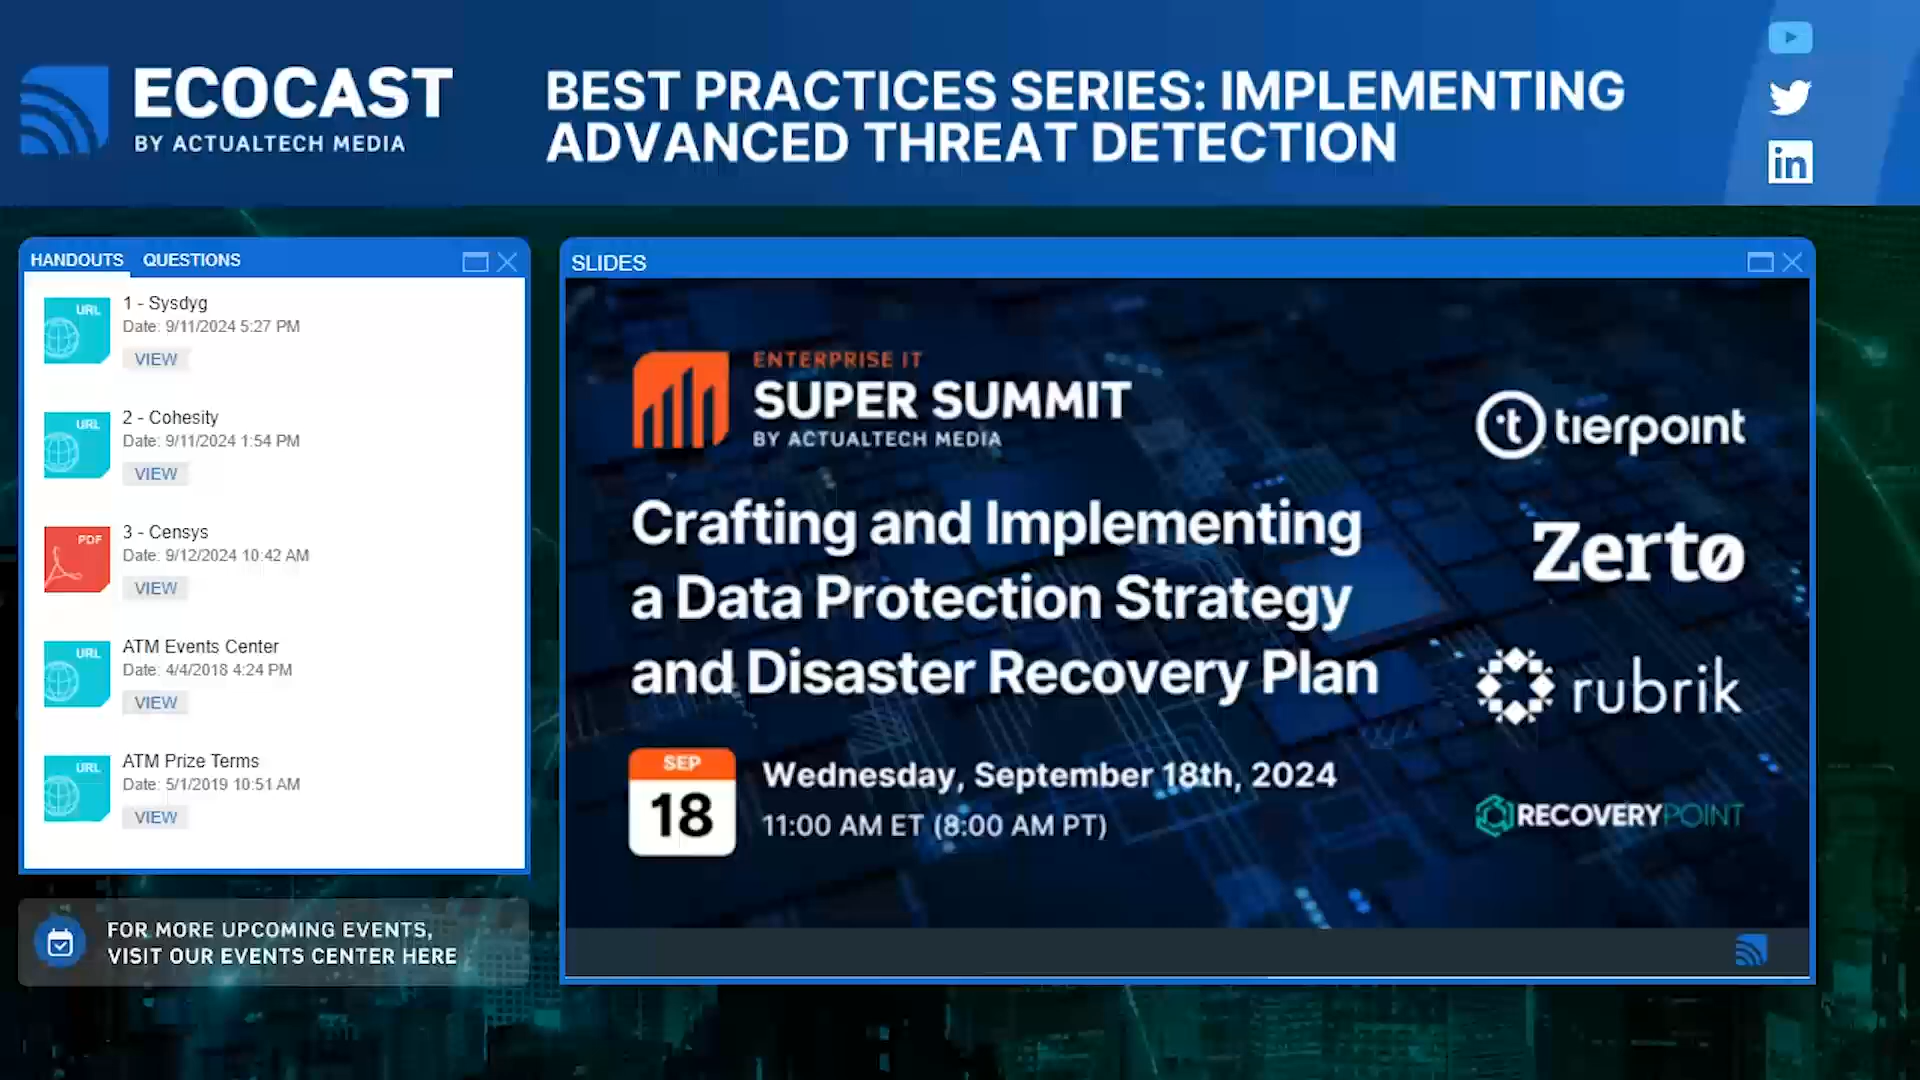 ECOCAST
BY ACTUALTECH MEDIA
BEST PRACTICES SERIES: IMPLEMENTING
ADVANCED THREAT DETECTION
in
HANDOUTS QUESTIONS
URL
1 - Sysdyg
Date: 9/11/2024 5:27 PM
VIEW
URL
2 - Cohesity
Date: 9/11/2024 1:54 PM
VIEW
PDF
3 - Censys
Date: 9/12/2024 10:42 AM
VIEW
URL
ATM Events Center
Date: 4/4/2018 4:24 PM
VIEW
URL
ATM Prize Terms
Date: 5/1/2019 10:51 AM
VIEW
FOR MORE UPCOMING EVENTS,
VISIT OUR EVENTS CENTER HERE
SLIDES
ENTERPRISE IT
SUPER SUMMIT
BY ACTUALTECH MEDIA
Crafting and Implementing
a Data Protection Strategy
and Disaster Recovery Plan
SEP
18
Wednesday, September 18th, 2024
11:00 AM ET (8:00 AM PT)
t tierpoint
Zerto
rubrik
RECOVERYPOINT